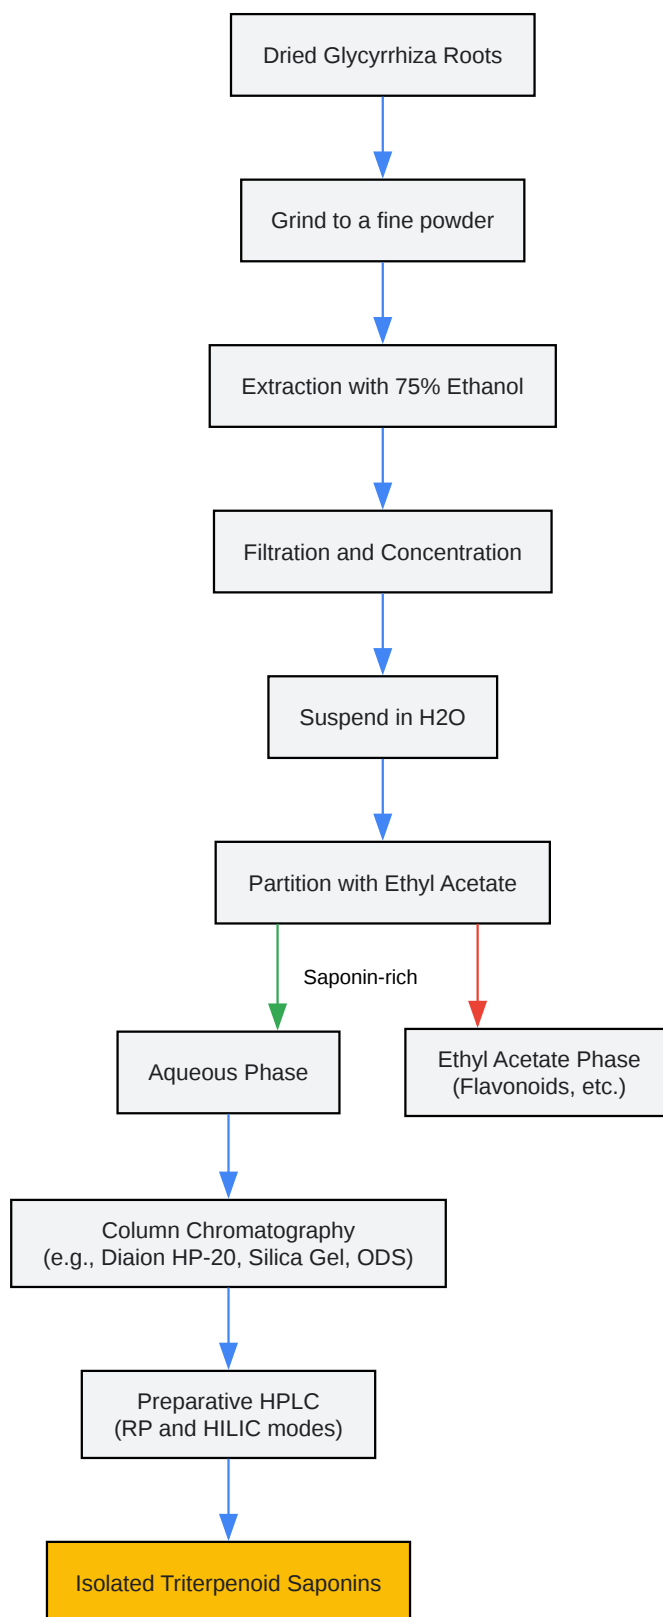 Dried Glycyrrhiza Roots
Grind to a fine powder
Extraction with 75% Ethanol
Filtration and Concentration
Suspend in H2O
Partition with Ethyl Acetate
Saponin-rich
Aqueous Phase
Ethyl Acetate Phase
(Flavonoids, etc.)
Column Chromatography
(e.g., Diaion HP-20, Silica Gel, ODS)
Preparative HPLC
(RP and HILIC modes)
Isolated Triterpenoid Saponins